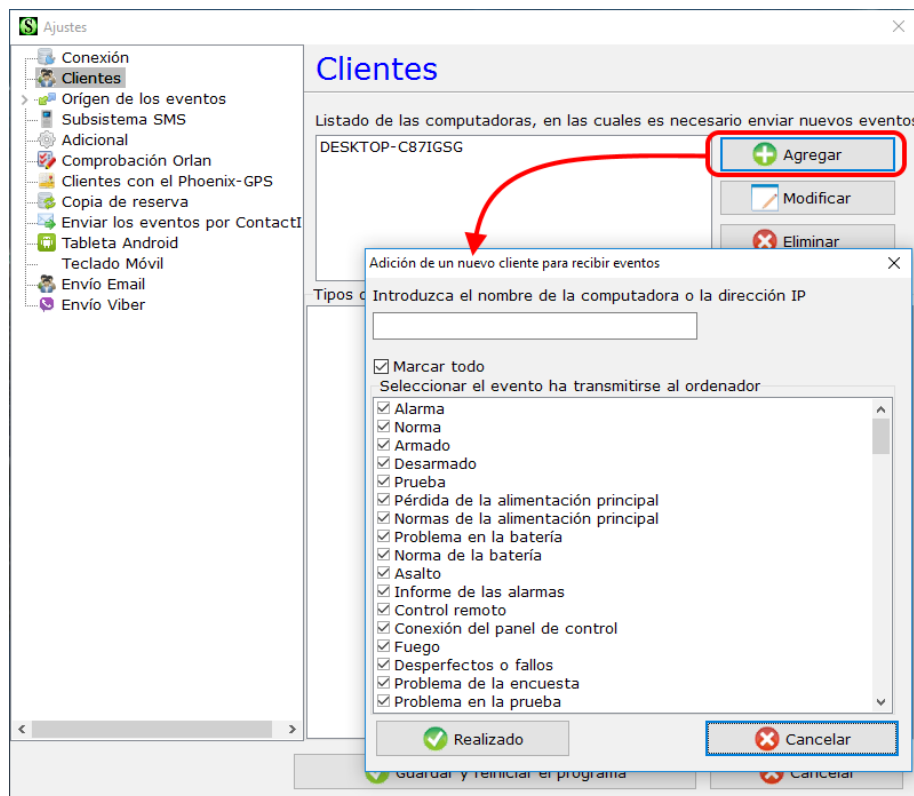 Ajustes
Conexión
Clientes
Orígen de los eventos
Subsistema SMS
Adicional
Comprobación Orlan
Clientes con el Phoenix-GPS
Copia de reserva
Enviar los eventos por ContactI
Tableta Android
Teclado Móvil
Envío Email
Envío Viber
Clientes
Listado de las computadoras, en las cuales es necesario enviar nuevos eventos
DESKTOP-C87IGSG
Agregar
Modificar
Eliminar
Tipos
Adición de un nuevo cliente para recibir eventos
Introduzca el nombre de la computadora o la dirección IP
Marcar todo
Seleccionar el evento ha transmitirse al ordenador
Alarma
Norma
Armado
Desarmado
Prueba
Pérdida de la alimentación principal
Normas de la alimentación principal
Problema en la batería
Norma de la batería
Asalto
Informe de las alarmas
Control remoto
Conexión del panel de control
Fuego
Desperfectos o fallos
Problema de la encuesta
Problema en la prueba
Realizado
Cancelar
Guardar y reiniciar el programa
Cancelar